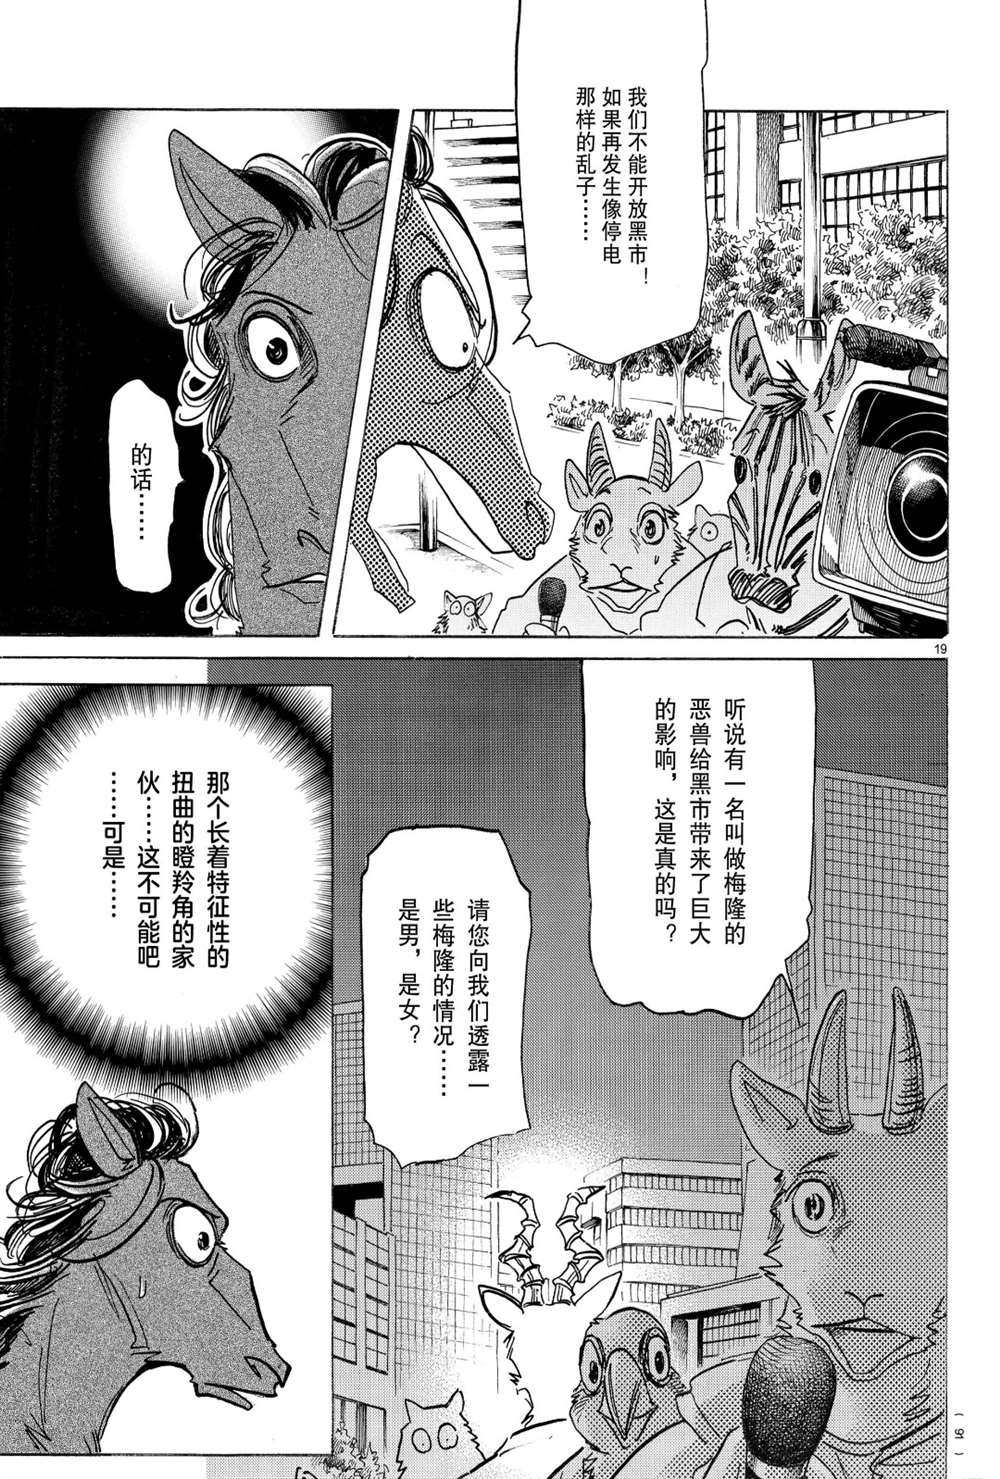 我们不能开放黑市！
如果再发生像停电
那样的乱子……
的话……
19
听说有一名叫做梅隆的
恶兽给黑市带来了巨大
的影响，这是真的吗？
请您向我们透露一
些梅隆的情况……
是男，是女？
那个长着特征性的
扭曲的瞪羚角的家
伙……这不可能吧
……可是……
(91)